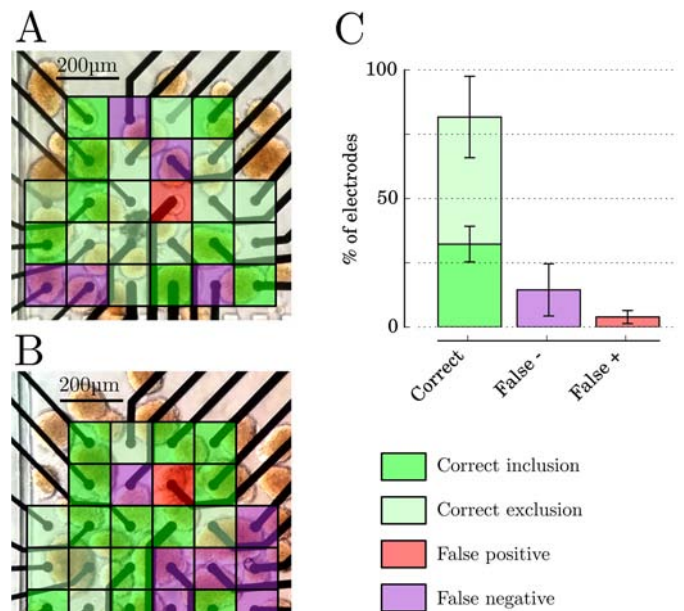 A
200µm
B
200µm
C
100
50
0
% of electrodes
Correct
False -
False +
Correct inclusion
Correct exclusion
False positive
False negative